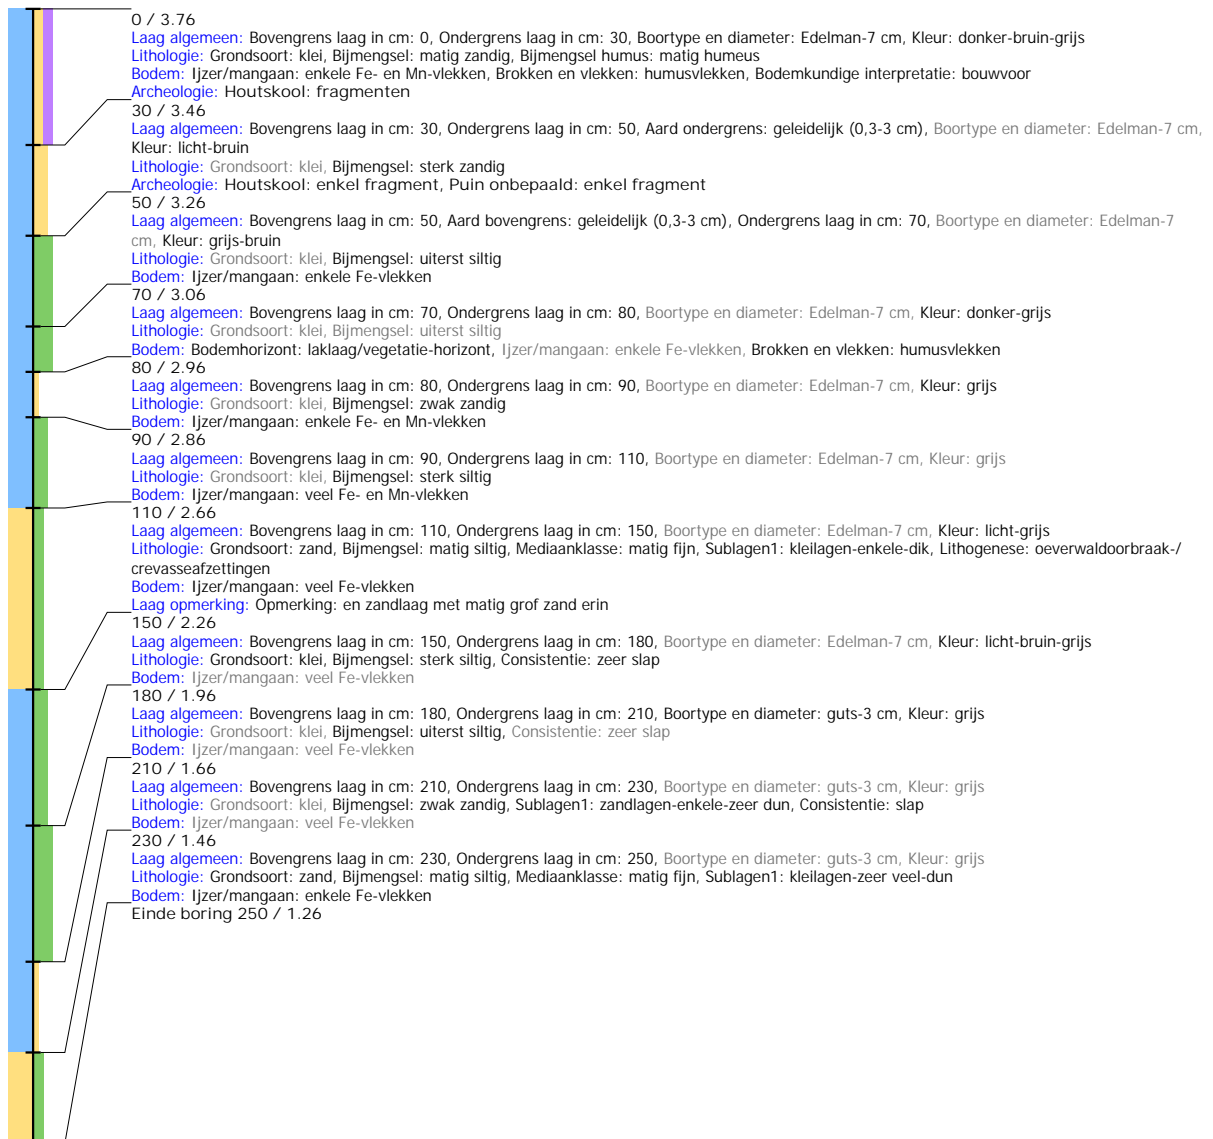 0 / 3.76
Laag algemeen: Bovengrens laag in cm: 0, Ondergrens laag in cm: 30, Boortype en diameter: Edelman-7 cm, Kleur: donker-bruin-grijs
Lithologie: Grondsoort: klei, Bijmengsel: matig zandig, Bijmengsel humus: matig humeus
Bodem: Ijzer/mangaan: enkele Fe- en Mn-vlekken, Brokken en vlekken: humusvlekken, Bodemkundige interpretatie: bouwvoor
Archeologie: Houtskool: fragmenten
30 / 3.46
Laag algemeen: Bovengrens laag in cm: 30, Ondergrens laag in cm: 50, Aard ondergrens: geleidelijk (0,3-3 cm), Boortype en diameter: Edelman-7 cm,
Kleur: licht-bruin
Lithologie: Grondsoort: klei, Bijmengsel: sterk zandig
Archeologie: Houtskool: enkel fragment, Puin onbepaald: enkel fragment
50 / 3.26
Laag algemeen: Bovengrens laag in cm: 50, Aard bovengrens: geleidelijk (0,3-3 cm), Ondergrens laag in cm: 70, Boortype en diameter: Edelman-7
cm, Kleur: grijs-bruin
Lithologie: Grondsoort: klei, Bijmengsel: uiterst siltig
Bodem: Ijzer/mangaan: enkele Fe-vlekken
70 / 3.06
Laag algemeen: Bovengrens laag in cm: 70, Ondergrens laag in cm: 80, Boortype en diameter: Edelman-7 cm, Kleur: donker-grijs
Lithologie: Grondsoort: klei, Bijmengsel: uiterst siltig
Bodem: Bodemhorizont: laklaag/vegetatie-horizont, Ijzer/mangaan: enkele Fe-vlekken, Brokken en vlekken: humusvlekken
80 / 2.96
Laag algemeen: Bovengrens laag in cm: 80, Ondergrens laag in cm: 90, Boortype en diameter: Edelman-7 cm, Kleur: grijs
Lithologie: Grondsoort: klei, Bijmengsel: zwak zandig
Bodem: Ijzer/mangaan: enkele Fe- en Mn-vlekken
90 / 2.86
Laag algemeen: Bovengrens laag in cm: 90, Ondergrens laag in cm: 110, Boortype en diameter: Edelman-7 cm, Kleur: grijs
Lithologie: Grondsoort: klei, Bijmengsel: sterk siltig
Bodem: Ijzer/mangaan: veel Fe- en Mn-vlekken
110 / 2.66
Laag algemeen: Bovengrens laag in cm: 110, Ondergrens laag in cm: 150, Boortype en diameter: Edelman-7 cm, Kleur: licht-grijs
Lithologie: Grondsoort: zand, Bijmengsel: matig siltig, Mediaanklasse: matig fijn, Sublagen1: kleilagen-enkele-dik, Lithogenese: oeverwaldoorbraak-/
crevasseafzettingen
Bodem: Ijzer/mangaan: veel Fe-vlekken
Laag opmerking: Opmerking: en zandlaag met matig grof zand erin
150 / 2.26
Laag algemeen: Bovengrens laag in cm: 150, Ondergrens laag in cm: 180, Boortype en diameter: Edelman-7 cm, Kleur: licht-bruin-grijs
Lithologie: Grondsoort: klei, Bijmengsel: sterk siltig, Consistentie: zeer slap
Bodem: Ijzer/mangaan: veel Fe-vlekken
180 / 1.96
Laag algemeen: Bovengrens laag in cm: 180, Ondergrens laag in cm: 210, Boortype en diameter: guts-3 cm, Kleur: grijs
Lithologie: Grondsoort: klei, Bijmengsel: uiterst siltig, Consistentie: zeer slap
Bodem: Ijzer/mangaan: veel Fe-vlekken
210 / 1.66
Laag algemeen: Bovengrens laag in cm: 210, Ondergrens laag in cm: 230, Boortype en diameter: guts-3 cm, Kleur: grijs
Lithologie: Grondsoort: klei, Bijmengsel: zwak zandig, Sublagen1: zandlagen-enkele-zeer dun, Consistentie: slap
Bodem: Ijzer/mangaan: veel Fe-vlekken
230 / 1.46
Laag algemeen: Bovengrens laag in cm: 230, Ondergrens laag in cm: 250, Boortype en diameter: guts-3 cm, Kleur: grijs
Lithologie: Grondsoort: zand, Bijmengsel: matig siltig, Mediaanklasse: matig fijn, Sublagen1: kleilagen-zeer veel-dun
Bodem: Ijzer/mangaan: enkele Fe-vlekken
Einde boring 250 / 1.26